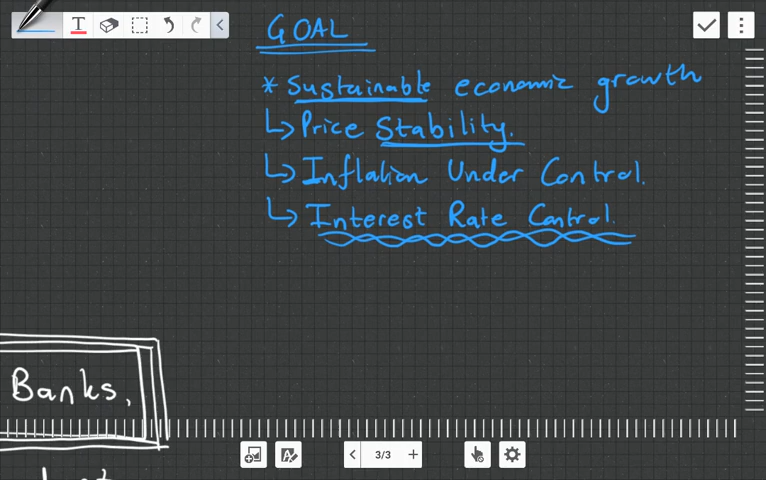 T
GOAL
* Sustainable economic growth
↳ Price Stability.
↳ Inflation Under Control.
↳ Interest Rate Control.
Banks,
3/3